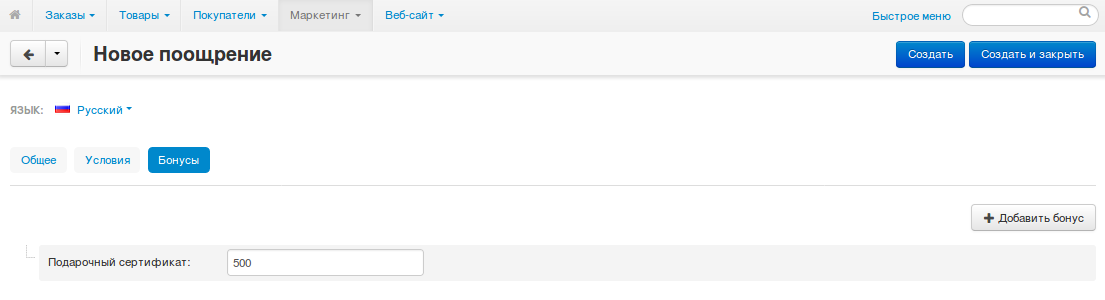 Заказы Товары Покупатели Маркетинг Веб-сайт Быстрое меню
Новое поощрение Создать Создать и закрыть
ЯЗЫК: Русский
Общее Условия Бонусы
Добавить бонус
Подарочный сертификат: 500